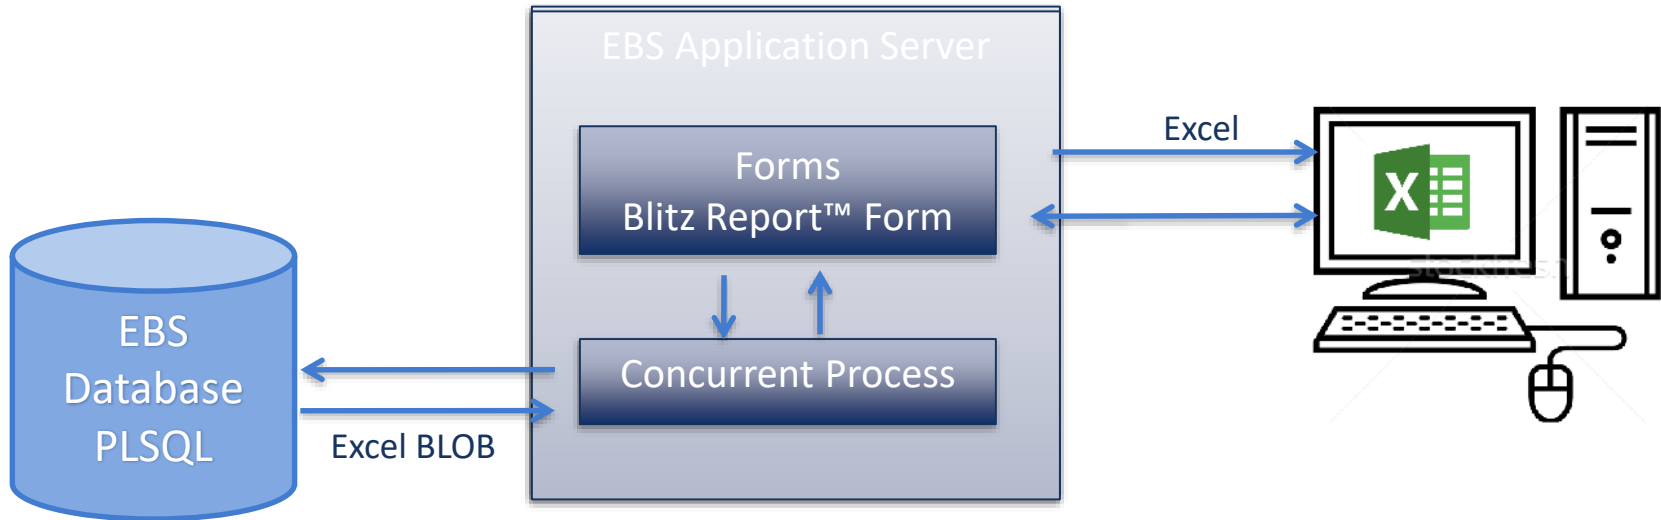 EBS Application Server
Forms
Blitz Report™ Form
Concurrent Process
EBS
Database
PLSQL
Excel BLOB
Excel
X